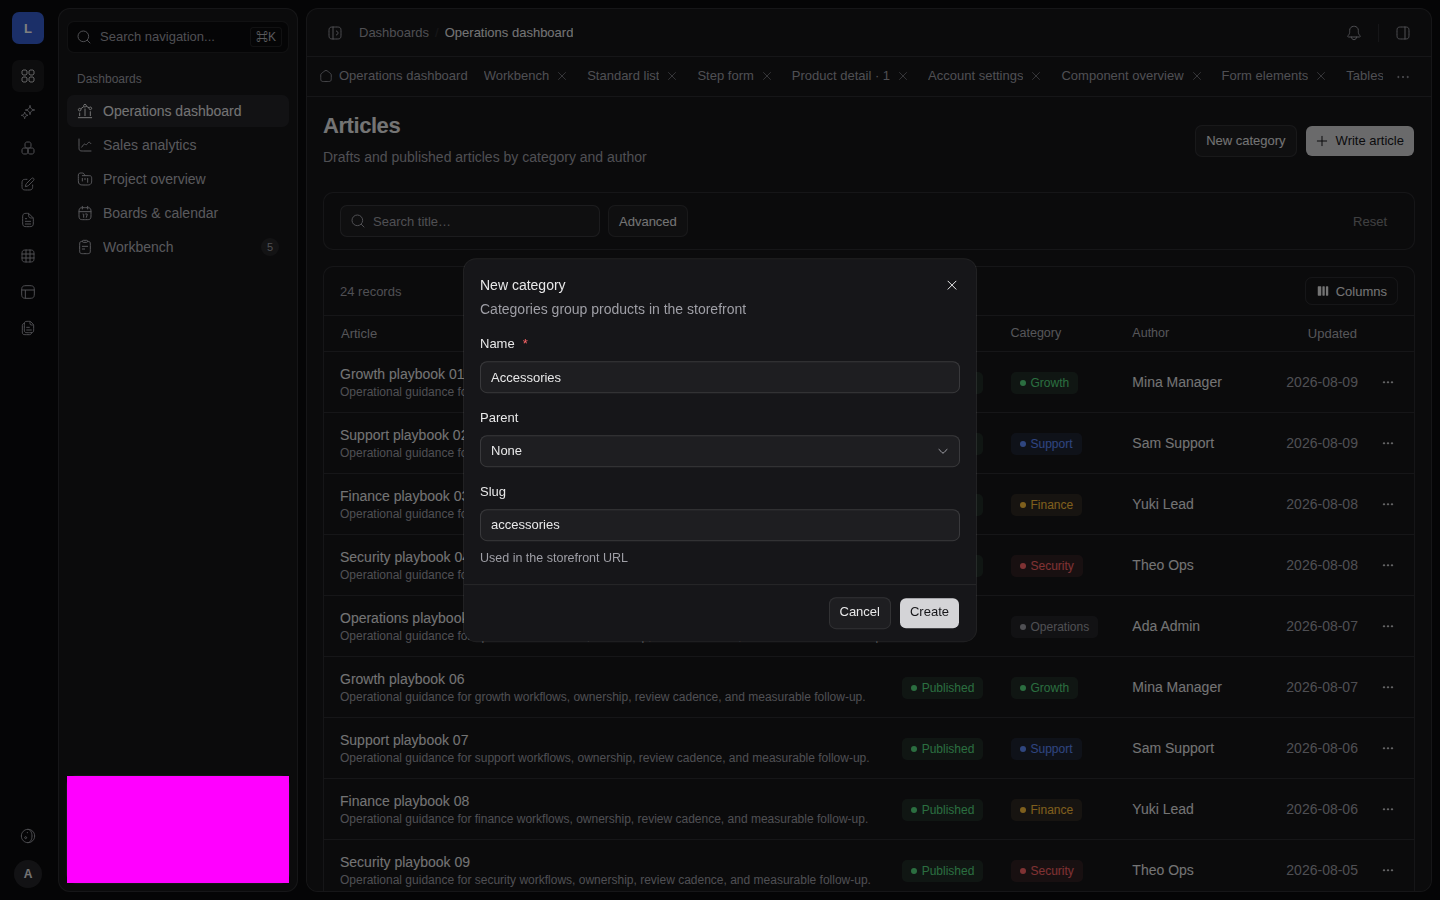 L
Search navigation...
⌘K
Dashboards
Operations dashboard
Sales analytics
Project overview
Boards & calendar
Workbench
5
A
Dashboards
Operations dashboard
Operations dashboard
Workbench
Standard list
Step form
Product detail · 1
Account settings
Component overview
Form elements
Tables
Articles
Drafts and published articles by category and author
New category
Write article
Search title…
Advanced
Reset
24 records
Columns
Article
Category
Author
Updated
Growth playbook 01
Operational guidance
Growth
Mina Manager
2026-08-09
Support playbook 02
Operational guidance
Support
Sam Support
2026-08-09
Finance playbook 03
Operational guidance
Finance
Yuki Lead
2026-08-08
Security playbook 04
Operational guidance
Security
Theo Ops
2026-08-08
Operations playbook
Operational guidance
Operations
Ada Admin
2026-08-07
Growth playbook 06
Operational guidance for growth workflows, ownership, review cadence, and measurable follow-up.
Published
Growth
Mina Manager
2026-08-07
Support playbook 07
Operational guidance for support workflows, ownership, review cadence, and measurable follow-up.
Published
Support
Sam Support
2026-08-06
Finance playbook 08
Operational guidance for finance workflows, ownership, review cadence, and measurable follow-up.
Published
Finance
Yuki Lead
2026-08-06
Security playbook 09
Operational guidance for security workflows, ownership, review cadence, and measurable follow-up.
Published
Security
Theo Ops
2026-08-05
New category
Categories group products in the storefront
Name *
Accessories
Parent
None
Slug
accessories
Used in the storefront URL
Cancel
Create